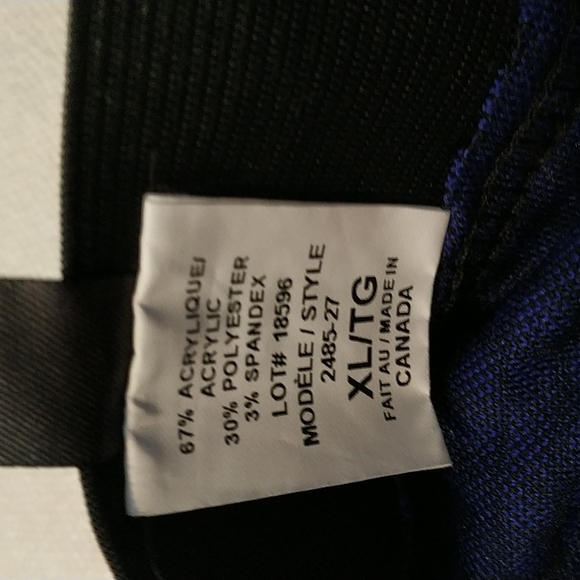 67% ACRYLIQUE/
ACRYLIC
30% POLYESTER
3% SPANDEX
LOT# 18596
MODÈLE / STYLE
2485-27
XL/TG
FAIT AU / MADE IN
CANADA